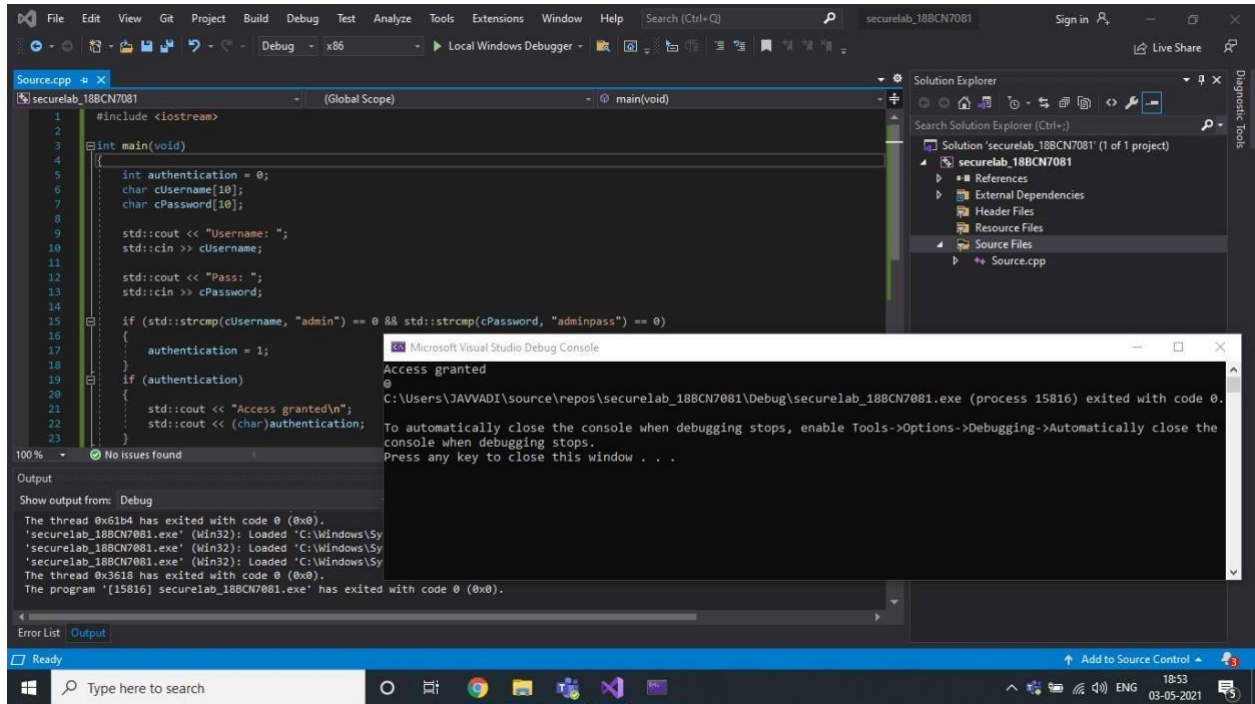 File Edit View Git Project Build Debug Test Analyze Tools Extensions Window Help Search (Ctrl+Q) securelab_18BCN7081 Sign in
Debug x86 Local Windows Debugger Live Share
Source.cpp
securelab_18BCN7081 (Global Scope) main(void)
1 #include <iostream>
2
3 int main(void)
4 {
5 int authentication = 0;
6 char cUsername[10];
7 char cPassword[10];
8
9 std::cout << "Username: ";
10 std::cin >> cUsername;
11
12 std::cout << "Pass: ";
13 std::cin >> cPassword;
14
15 if (std::strcmp(cUsername, "admin") == 0 && std::strcmp(cPassword, "adminpass") == 0)
16 {
17 authentication = 1;
18 }
19 if (authentication)
20 {
21 std::cout << "Access granted\n";
22 std::cout << (char)authentication;
23 }
100 % No issues found
Output
Show output from: Debug
The thread 0x61b4 has exited with code 0 (0x0).
'securelab_18BCN7081.exe' (Win32): Loaded 'C:\Windows\Sy
'securelab_18BCN7081.exe' (Win32): Loaded 'C:\Windows\Sy
'securelab_18BCN7081.exe' (Win32): Loaded 'C:\Windows\Sy
The thread 0x3618 has exited with code 0 (0x0).
The program '[15816] securelab_18BCN7081.exe' has exited with code 0 (0x0).
Error List Output
Microsoft Visual Studio Debug Console
Access granted
0
C:\Users\JAVVADI\source\repos\securelab_18BCN7081\Debug\securelab_18BCN7081.exe (process 15816) exited with code 0.
To automatically close the console when debugging stops, enable Tools->Options->Debugging->Automatically close the
console when debugging stops.
Press any key to close this window . . .
Solution Explorer
Search Solution Explorer (Ctrl+;)
Solution 'securelab_18BCN7081' (1 of 1 project)
securelab_18BCN7081
References
External Dependencies
Header Files
Resource Files
Source Files
Source.cpp
Diagnostic Tools
Ready Add to Source Control 3
Type here to search ENG 18:53
03-05-2021 5